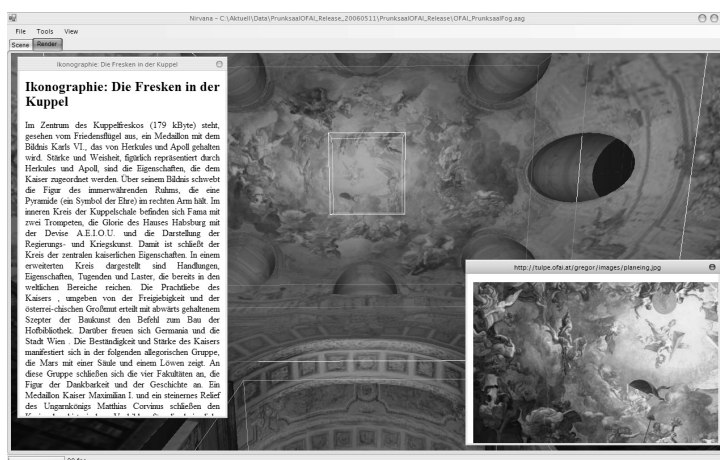 Nirvana - C:\Aktuell\Data\PrunksaalOFAI_Release_20060511\PrunksaalOFAI_Release\OFAI_PrunksaalFog.aag
File Tools View
Scene Render
Ikonographie: Die Fresken in der Kuppel
Ikonographie: Die Fresken in der
Kuppel
Im Zentrum des Kuppelfreskos (179 kByte) steht,
gesehen vom Friedensflügel aus, ein Medaillon mit dem
Bildnis Karls VI., das von Herkules und Apoll gehalten
wird. Stärke und Weisheit, figürlich repräsentiert durch
Herkules und Apoll, sind die Eigenschaften, die dem
Kaiser zugeordnet werden. Über seinem Bildnis schwebt
die Figur des immerwährenden Ruhms, die eine
Pyramide (ein Symbol der Ehre) im rechten Arm hält. Im
inneren Kreis der Kuppelschale befinden sich Fama mit
zwei Trompeten, die Glorie des Hauses Habsburg mit
der Devise A.E.I.O.U. und die Darstellung der
Regierungs- und Kriegskunst. Damit ist schließt der
Kreis der zentralen kaiserlichen Eigenschaften. In einem
erweiterten Kreis dargestellt sind Handlungen,
Eigenschaften, Tugenden und Laster, die bereits in den
weltlichen Bereiche reichen. Die Prachtliebe des
Kaisers , umgeben von der Freigiebigkeit und der
österrei-chischen Großmut erteilt mit abwärts gehaltenem
Szepter der Baukunst den Befehl zum Bau der
Hofbibliothek. Darüber freuen sich Germania und die
Stadt Wien . Die Beständigkeit und Stärke des Kaisers
manifestiert sich in der folgenden allegorischen Gruppe,
die Mars mit einer Säule und einem Löwen zeigt. An
diese Gruppe schließen sich die vier Fakultäten an, die
Figur der Dankbarkeit und der Geschichte an. Ein
Medaillon Kaiser Maximilian I. und ein steinernes Relief
des Ungarnkönigs Matthias Corvinus schließen den
http://tulpe.ofai.at/gregor/images/planeing.jpg